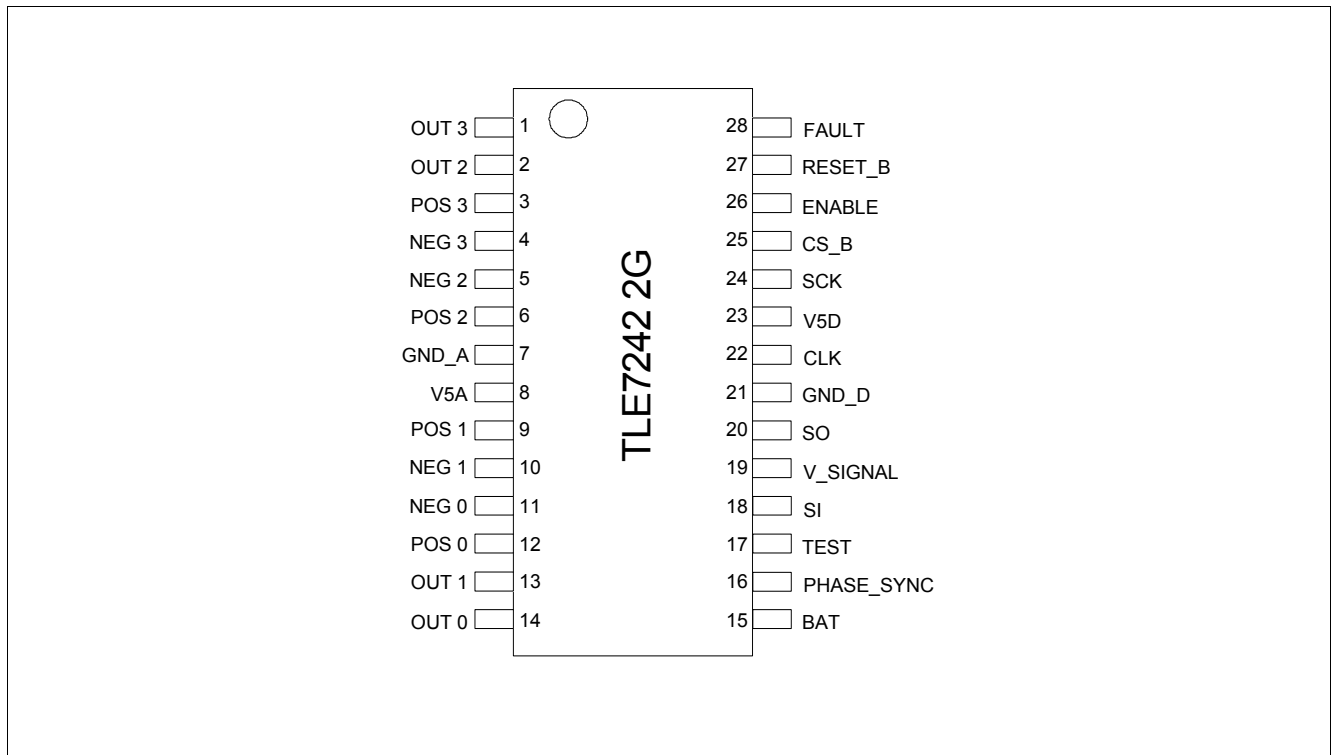 OUT 3 1 28 FAULT
OUT 2 2 27 RESET_B
POS 3 3 26 ENABLE
NEG 3 4 25 CS_B
NEG 2 5 24 SCK
POS 2 6 23 V5D
GND_A 7 22 CLK
V5A 8 21 GND_D
POS 1 9 20 SO
NEG 1 10 19 V_SIGNAL
NEG 0 11 18 SI
POS 0 12 17 TEST
OUT 1 13 16 PHASE_SYNC
OUT 0 14 15 BAT
TLE7242 2G